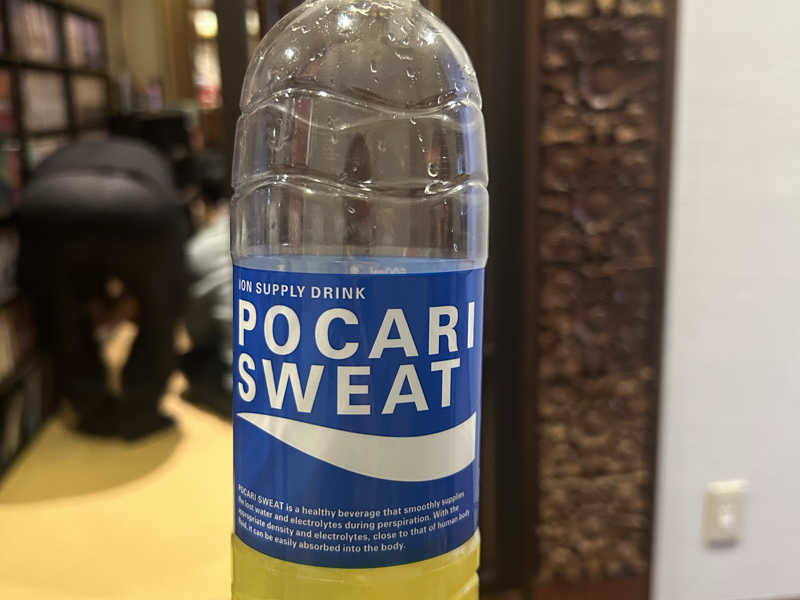 ION SUPPLY DRINK
POCARI
SWEAT
POCARI SWEAT is a healthy beverage that smoothly supplies
the lost water and electrolytes during perspiration. With the
appropriate density and electrolytes, close to that of human body
fluid, it can be easily absorbed into the body.